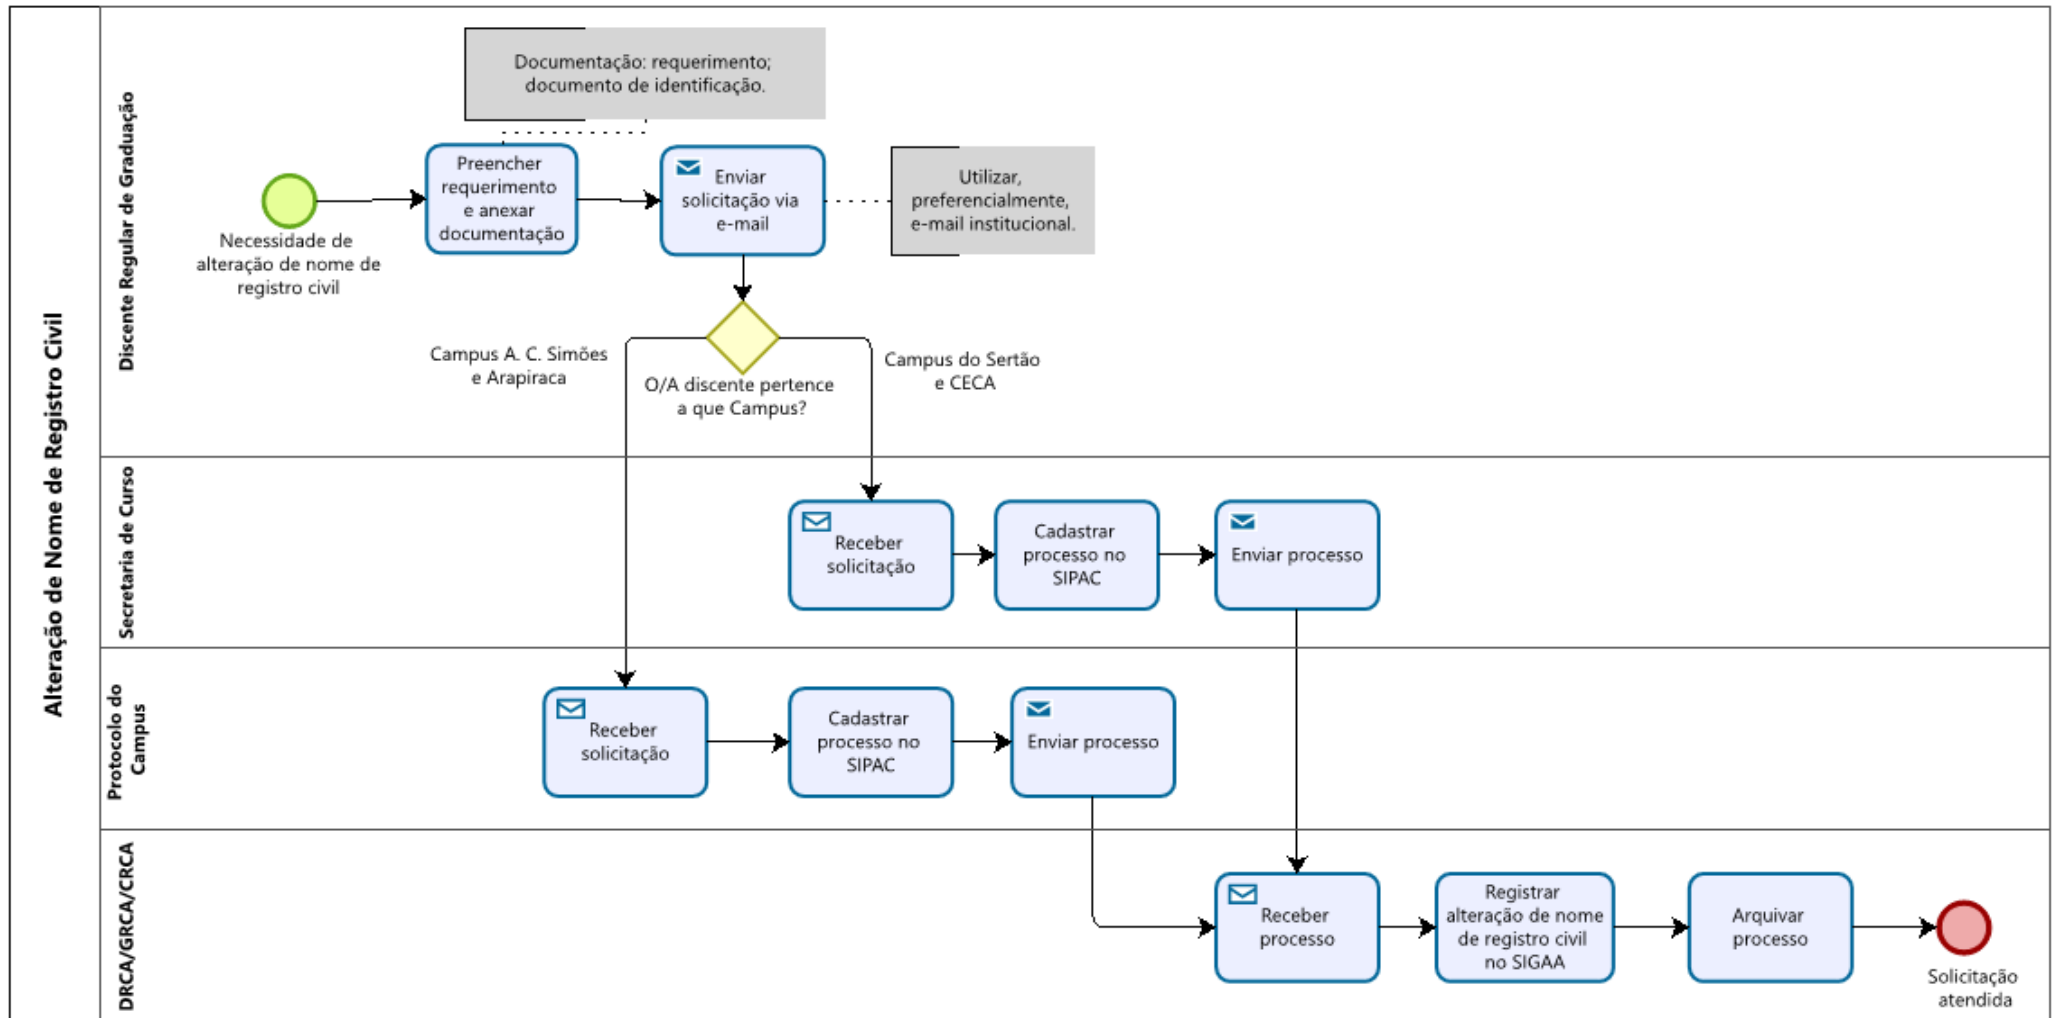 Alteração de Nome de Registro Civil
Discente Regular de Graduação
Documentação: requerimento;
documento de identificação.
Necessidade de
alteração de nome de
registro civil
Preencher
requerimento
e anexar
documentação
Enviar
solicitação via
e-mail
Utilizar,
preferencialmente,
e-mail institucional.
Campus A. C. Simões
e Arapiraca
O/A discente pertence
a que Campus?
Campus do Sertão
e CECA
Secretaria de Curso
Receber
solicitação
Cadastrar
processo no
SIPAC
Enviar processo
Protocolo do
Campus
Receber
solicitação
Cadastrar
processo no
SIPAC
Enviar processo
DRCA/GRCA/CRCA
Receber
processo
Registrar
alteração de nome
de registro civil
no SIGAA
Arquivar
processo
Solicitação
atendida